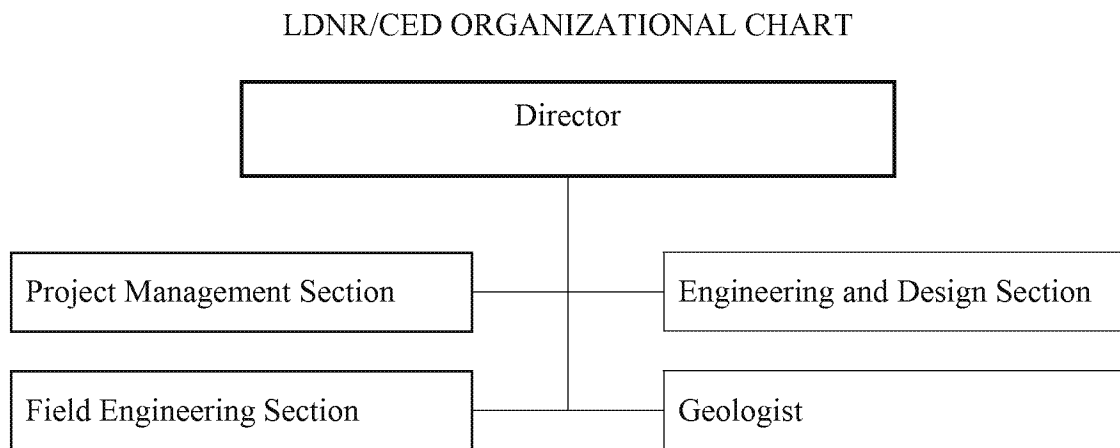 LDNR/CED ORGANIZATIONAL CHART
Director
Project Management Section
Engineering and Design Section
Field Engineering Section
Geologist